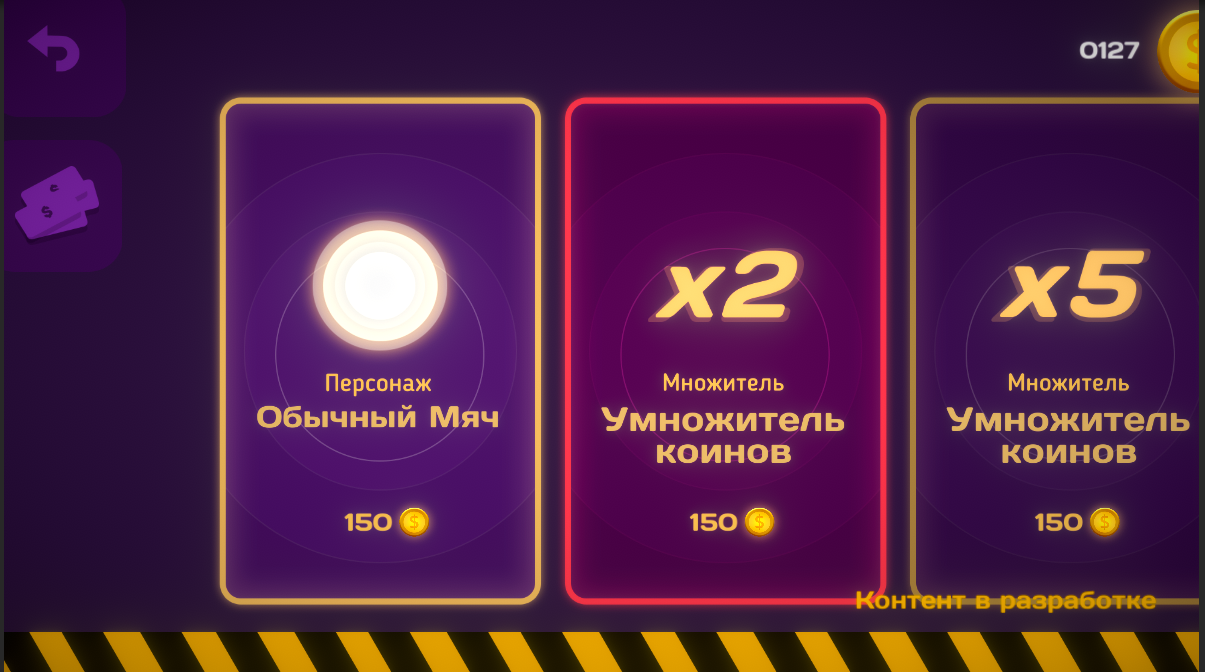 0127
x2
x5
Персонаж
Обычный Мяч
Множитель
Умножитель
коинов
Множитель
Умножитель
коинов
150
150
150
Контент в разработке